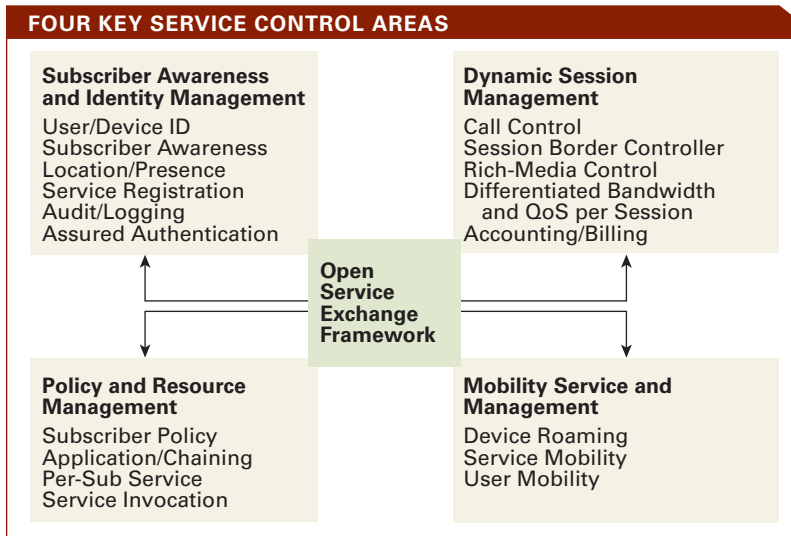 FOUR KEY SERVICE CONTROL AREAS
Subscriber Awareness
and Identity Management
User/Device ID
Subscriber Awareness
Location/Presence
Service Registration
Audit/Logging
Assured Authentication
Dynamic Session
Management
Call Control
Session Border Controller
Rich-Media Control
Differentiated Bandwidth
and QoS per Session
Accounting/Billing
Open
Service
Exchange
Framework
Policy and Resource
Management
Subscriber Policy
Application/Chaining
Per-Sub Service
Service Invocation
Mobility Service and
Management
Device Roaming
Service Mobility
User Mobility